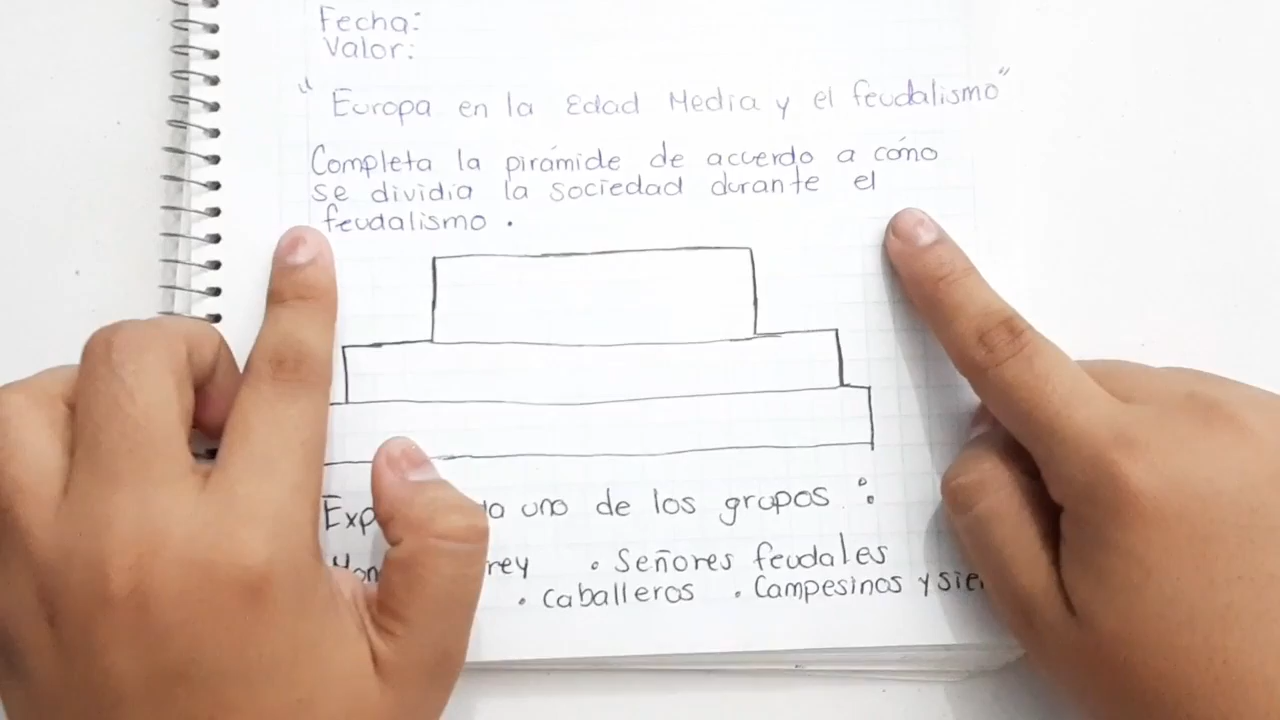 Fecha:
Valor:
"Europa en la Edad Media y el feudalismo"
Completa la pirámide de acuerdo a cómo
se dividia la sociedad durante el
feudalismo.
uno de los grupos:
rey • Señores feudales
• Caballeros • Campesinos y